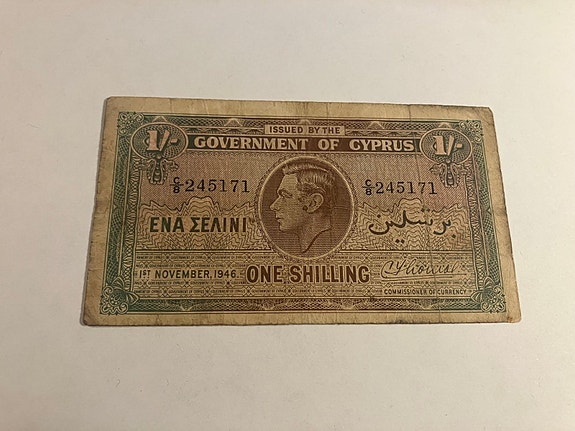 ISSUED BY THE
1/- GOVERNMENT OF CYPRUS 1/-
C/8 245171 C/8 245171
ΕΝΑ ΣΕΛΙΝΙ برشلين
1ST NOVEMBER, 1946. ONE SHILLING
COMMISSIONER OF CURRENCY